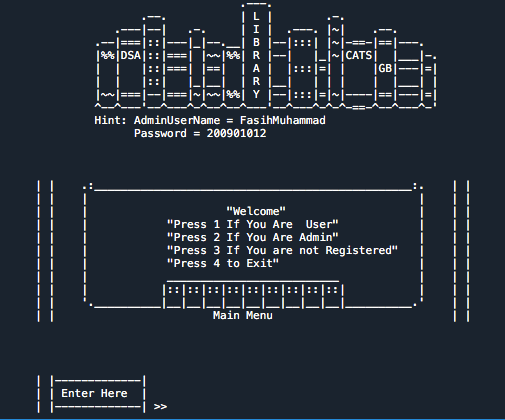 LIBRARY
DSA
CATS
GB
Hint: AdminUserName = FasihMuhammad
Password = 200901012
"Welcome"
"Press 1 If You Are  User"
"Press 2 If You Are Admin"
"Press 3 If You are not Registered"
"Press 4 to Exit"
Main Menu
Enter Here
>>